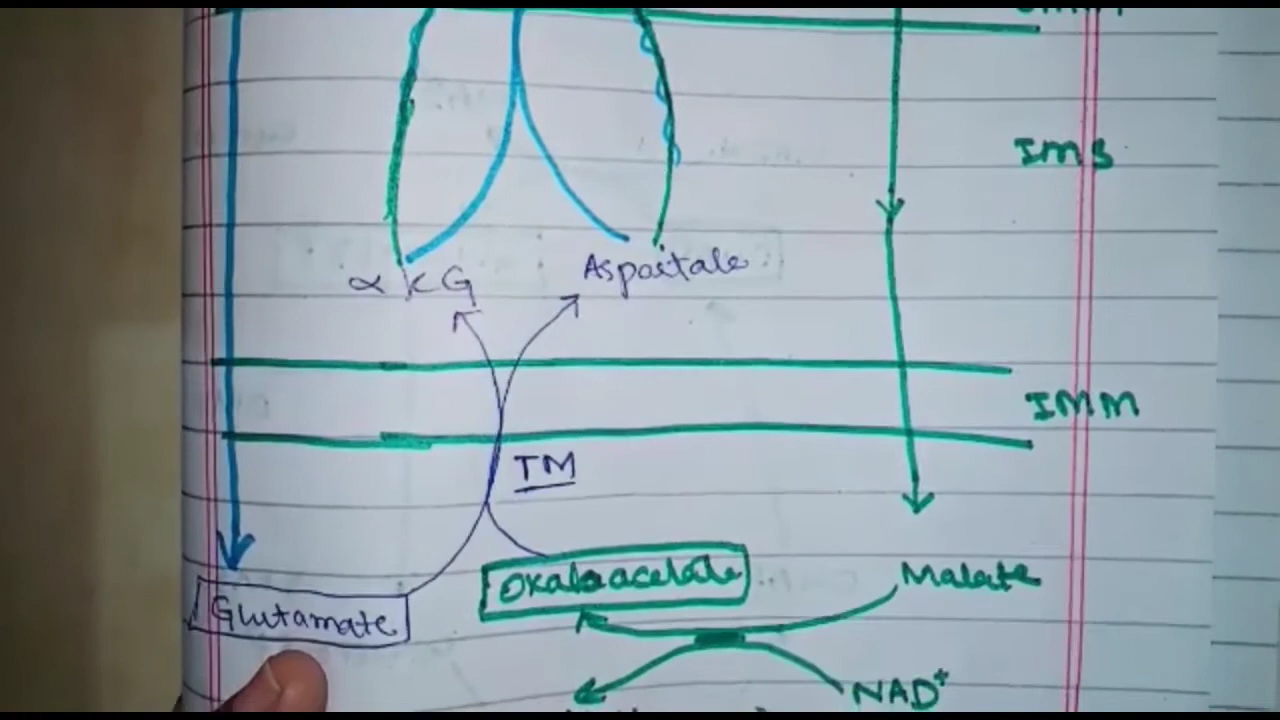 IMS
α KG
Aspartate
IMM
TM
Oxaloacetate
Malate
Glutamate
NAD+